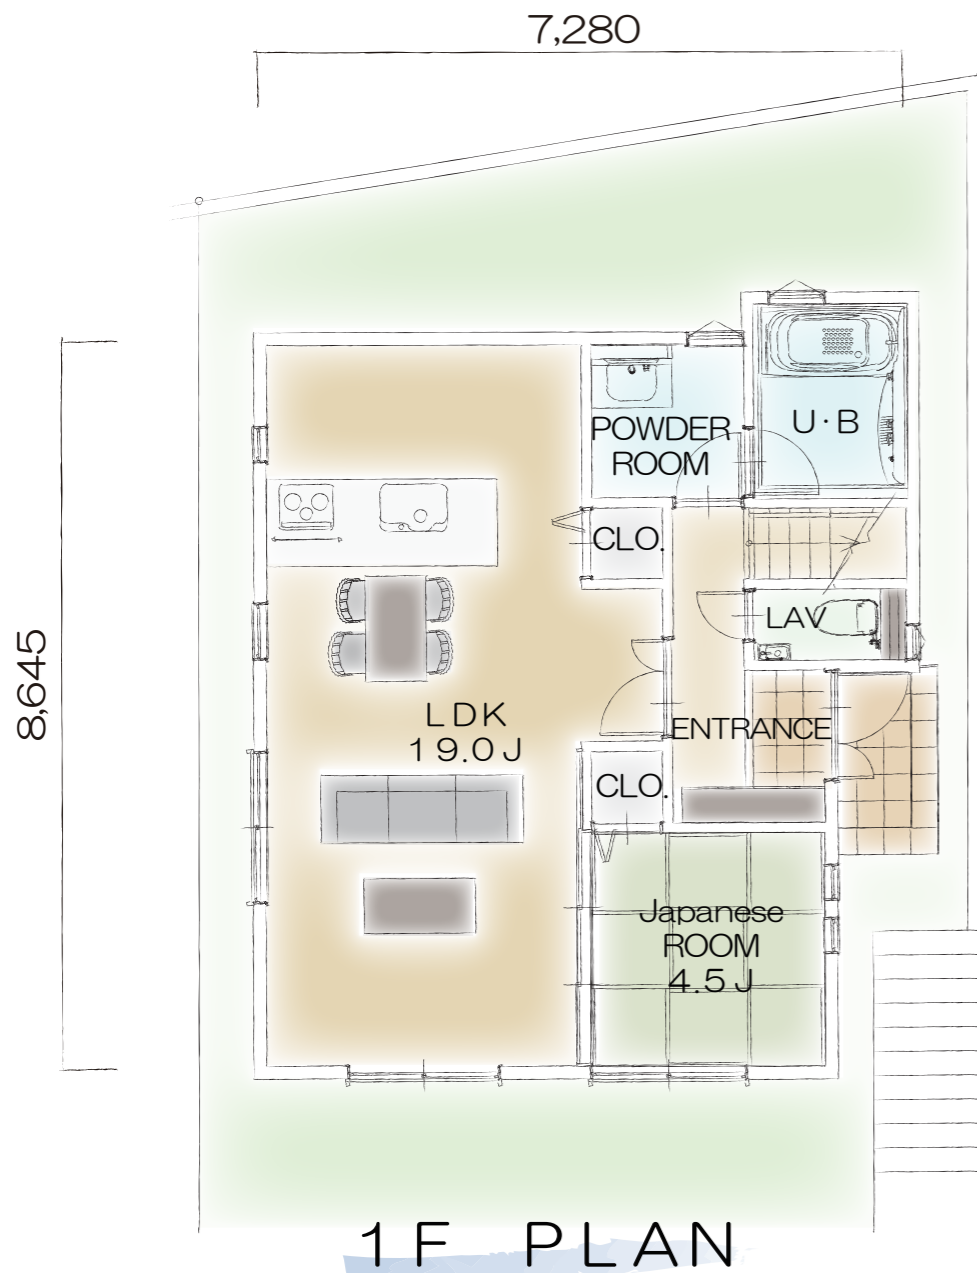 7,280
8,645
POWDER
ROOM
U・B
CLO.
LAV
LDK
19.0J
ENTRANCE
CLO.
Japanese
ROOM
4.5J
1F PLAN